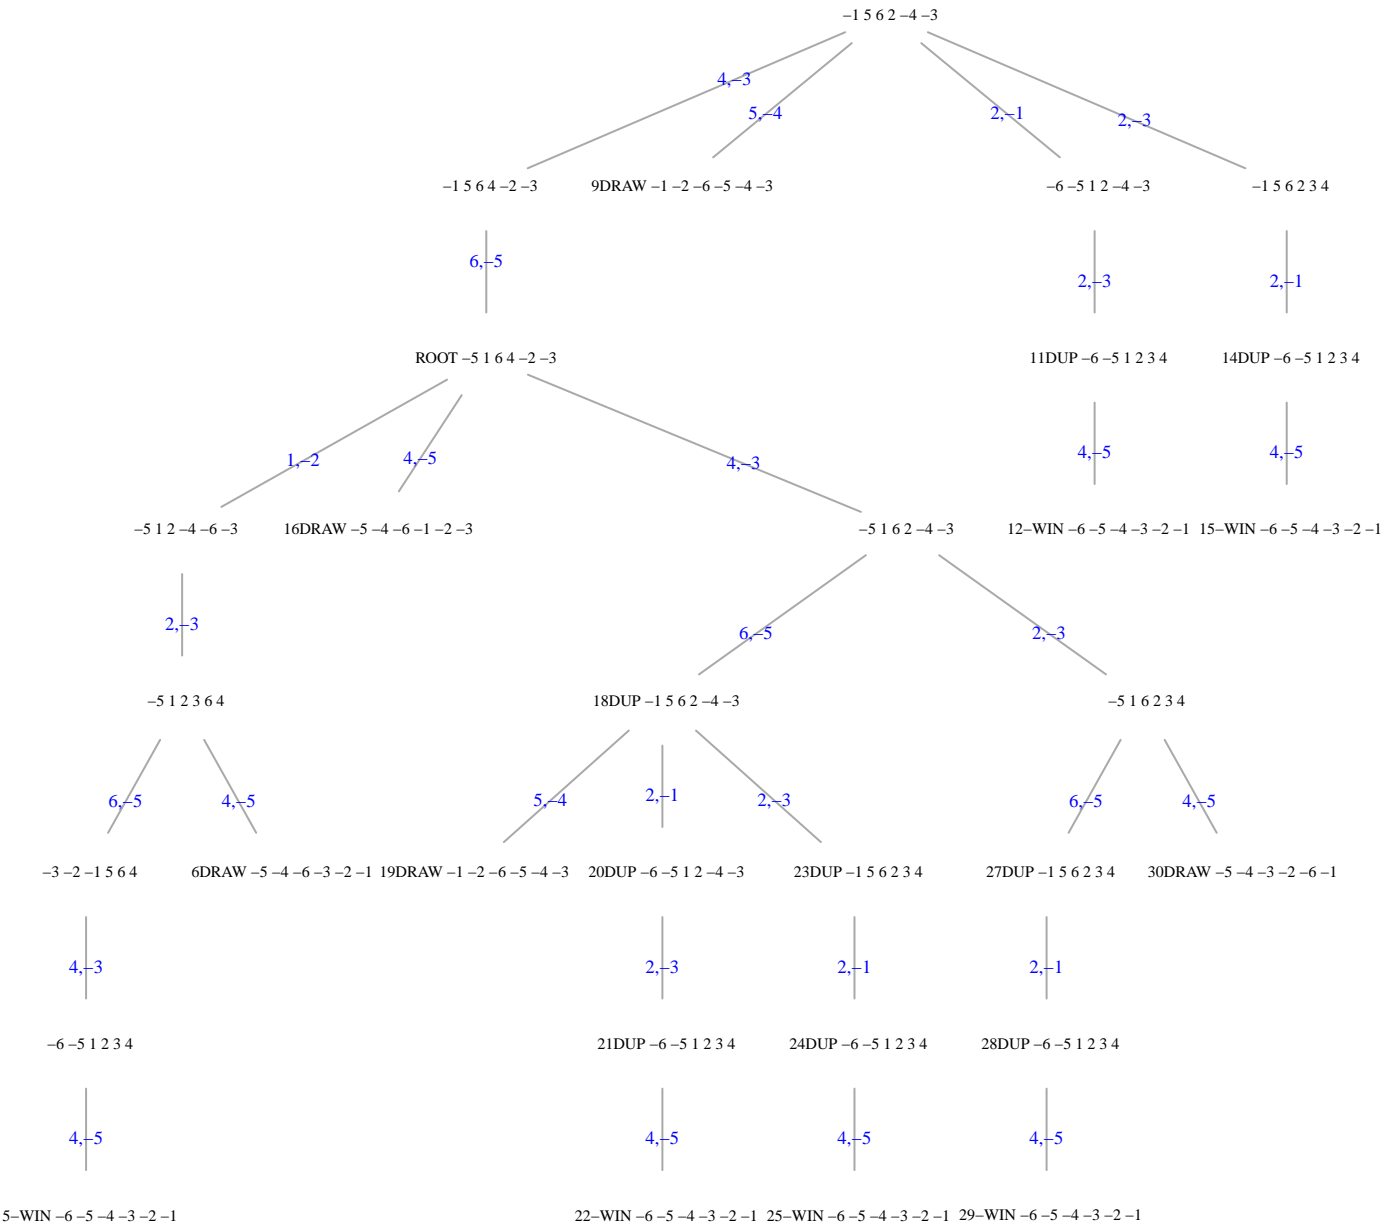 −1 5 6 2 −4 −3
4,−3
5,−4
2,−1
2,−3
−1 5 6 4 −2 −3
9DRAW −1 −2 −6 −5 −4 −3
−6 −5 1 2 −4 −3
−1 5 6 2 3 4
6,−5
2,−3
2,−1
ROOT −5 1 6 4 −2 −3
11DUP −6 −5 1 2 3 4
14DUP −6 −5 1 2 3 4
1,−2
4,−5
4,−3
4,−5
4,−5
−5 1 2 −4 −6 −3
16DRAW −5 −4 −6 −1 −2 −3
−5 1 6 2 −4 −3
12−WIN −6 −5 −4 −3 −2 −1
15−WIN −6 −5 −4 −3 −2 −1
2,−3
6,−5
2,−3
−5 1 2 3 6 4
18DUP −1 5 6 2 −4 −3
−5 1 6 2 3 4
6,−5
4,−5
5,−4
2,−1
2,−3
6,−5
4,−5
−3 −2 −1 5 6 4
6DRAW −5 −4 −6 −3 −2 −1
19DRAW −1 −2 −6 −5 −4 −3
20DUP −6 −5 1 2 −4 −3
23DUP −1 5 6 2 3 4
27DUP −1 5 6 2 3 4
30DRAW −5 −4 −3 −2 −6 −1
4,−3
2,−3
2,−1
2,−1
−6 −5 1 2 3 4
21DUP −6 −5 1 2 3 4
24DUP −6 −5 1 2 3 4
28DUP −6 −5 1 2 3 4
4,−5
4,−5
4,−5
4,−5
5−WIN −6 −5 −4 −3 −2 −1
22−WIN −6 −5 −4 −3 −2 −1
25−WIN −6 −5 −4 −3 −2 −1
29−WIN −6 −5 −4 −3 −2 −1